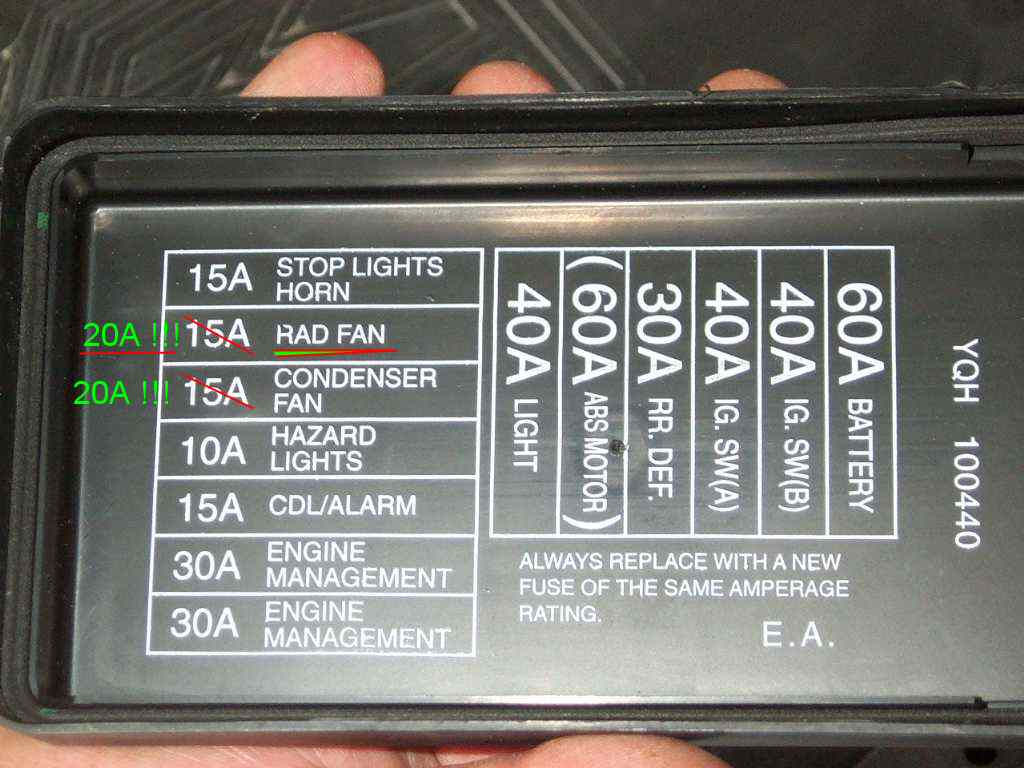 15A STOP LIGHTS
HORN
20A !!! 15A RAD FAN
20A !!! 15A CONDENSER
FAN
10A HAZARD
LIGHTS
15A CDL/ALARM
30A ENGINE
MANAGEMENT
30A ENGINE
MANAGEMENT
40A LIGHT
(60A ABS MOTOR)
30A RR. DEF.
40A IG. SW(A)
40A IG. SW(B)
60A BATTERY
ALWAYS REPLACE WITH A NEW
FUSE OF THE SAME AMPERAGE
RATING.
E.A.
YQH 100440